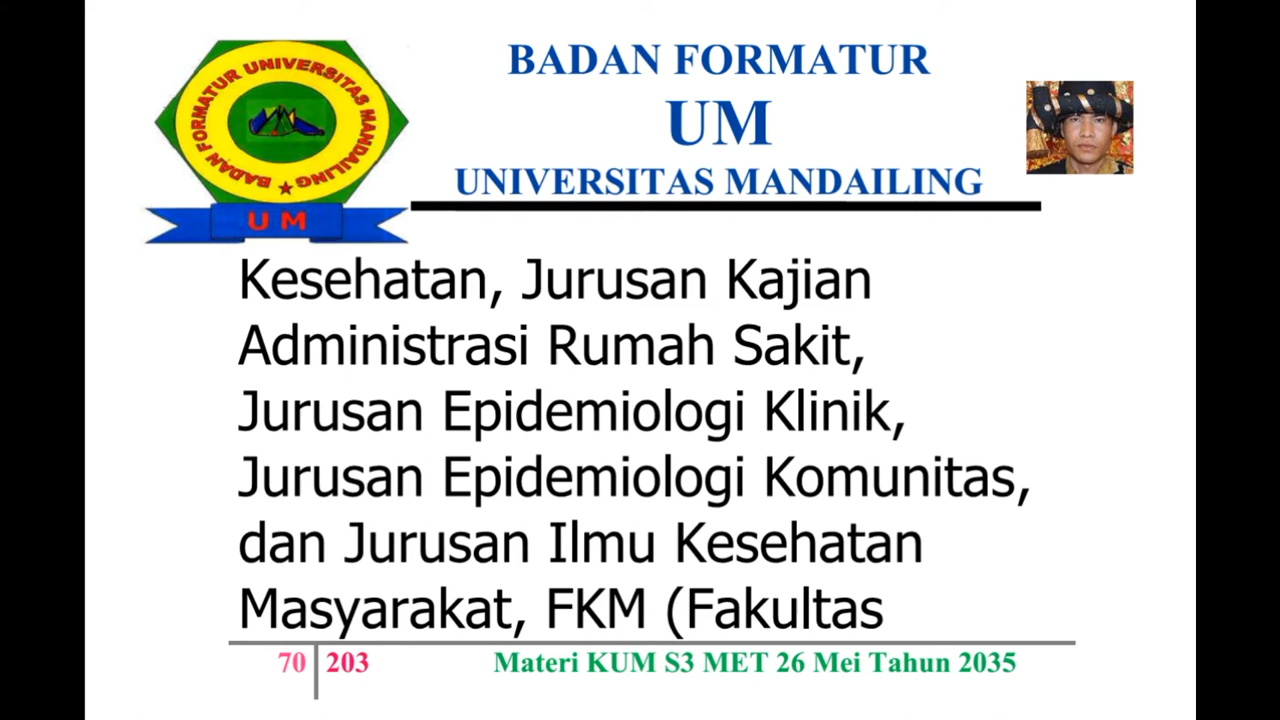 BADAN FORMATUR UNIVERSITAS MANDAILING
U M
BADAN FORMATUR
UM
UNIVERSITAS MANDAILING
Kesehatan, Jurusan Kajian
Administrasi Rumah Sakit,
Jurusan Epidemiologi Klinik,
Jurusan Epidemiologi Komunitas,
dan Jurusan Ilmu Kesehatan
Masyarakat, FKM (Fakultas
70 203
Materi KUM S3 MET 26 Mei Tahun 2035